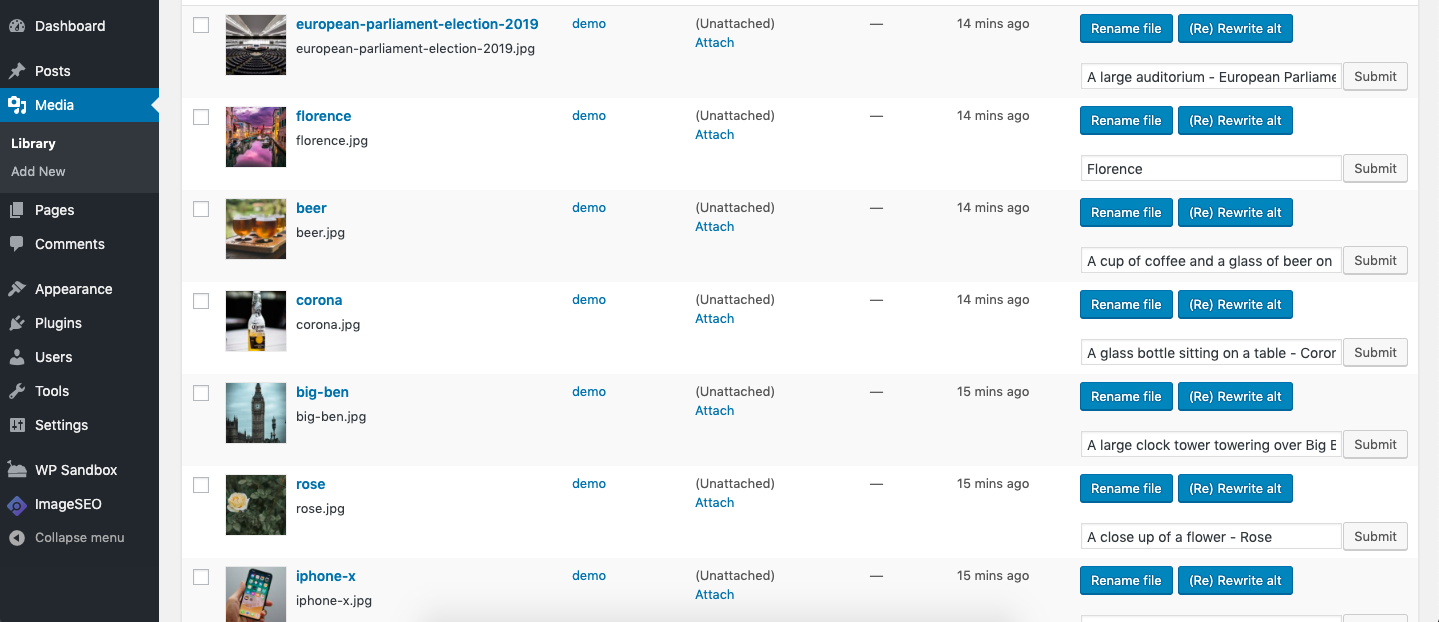 Dashboard
Posts
Media
Library
Add New
Pages
Comments
Appearance
Plugins
Users
Tools
Settings
WP Sandbox
ImageSEO
Collapse menu
european-parliament-election-2019 demo (Unattached) — 14 mins ago Rename file (Re) Rewrite alt
european-parliament-election-2019.jpg Attach
A large auditorium - European Parliame Submit
florence demo (Unattached) — 14 mins ago Rename file (Re) Rewrite alt
florence.jpg Attach
Florence Submit
beer demo (Unattached) — 14 mins ago Rename file (Re) Rewrite alt
beer.jpg Attach
A cup of coffee and a glass of beer on Submit
corona demo (Unattached) — 14 mins ago Rename file (Re) Rewrite alt
corona.jpg Attach
A glass bottle sitting on a table - Coror Submit
big-ben demo (Unattached) — 15 mins ago Rename file (Re) Rewrite alt
big-ben.jpg Attach
A large clock tower towering over Big B Submit
rose demo (Unattached) — 15 mins ago Rename file (Re) Rewrite alt
rose.jpg Attach
A close up of a flower - Rose Submit
iphone-x demo (Unattached) — 15 mins ago Rename file (Re) Rewrite alt
iphone-x.jpg Attach